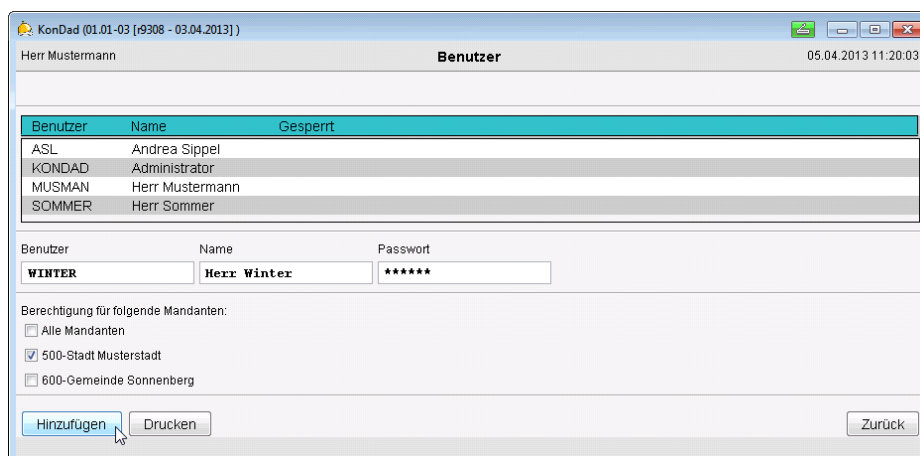 KonDad (01.01-03 [r9308 - 03.04.2013] )
Herr Mustermann Benutzer 05.04.2013 11:20:03
Benutzer Name Gesperrt
ASL Andrea Sippel
KONDAD Administrator
MUSMAN Herr Mustermann
SOMMER Herr Sommer
Benutzer Name Passwort
WINTER Herr Winter ******
Berechtigung für folgende Mandanten:
Alle Mandanten
500-Stadt Musterstadt
600-Gemeinde Sonnenberg
Hinzufügen Drucken Zurück